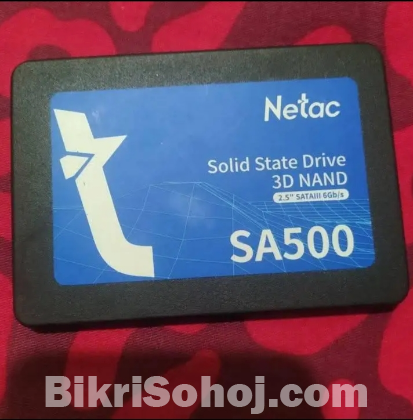 Netac
Solid State Drive
3D NAND
2.5" SATAIII 6Gb/s
SA500
BikriSohoj.com